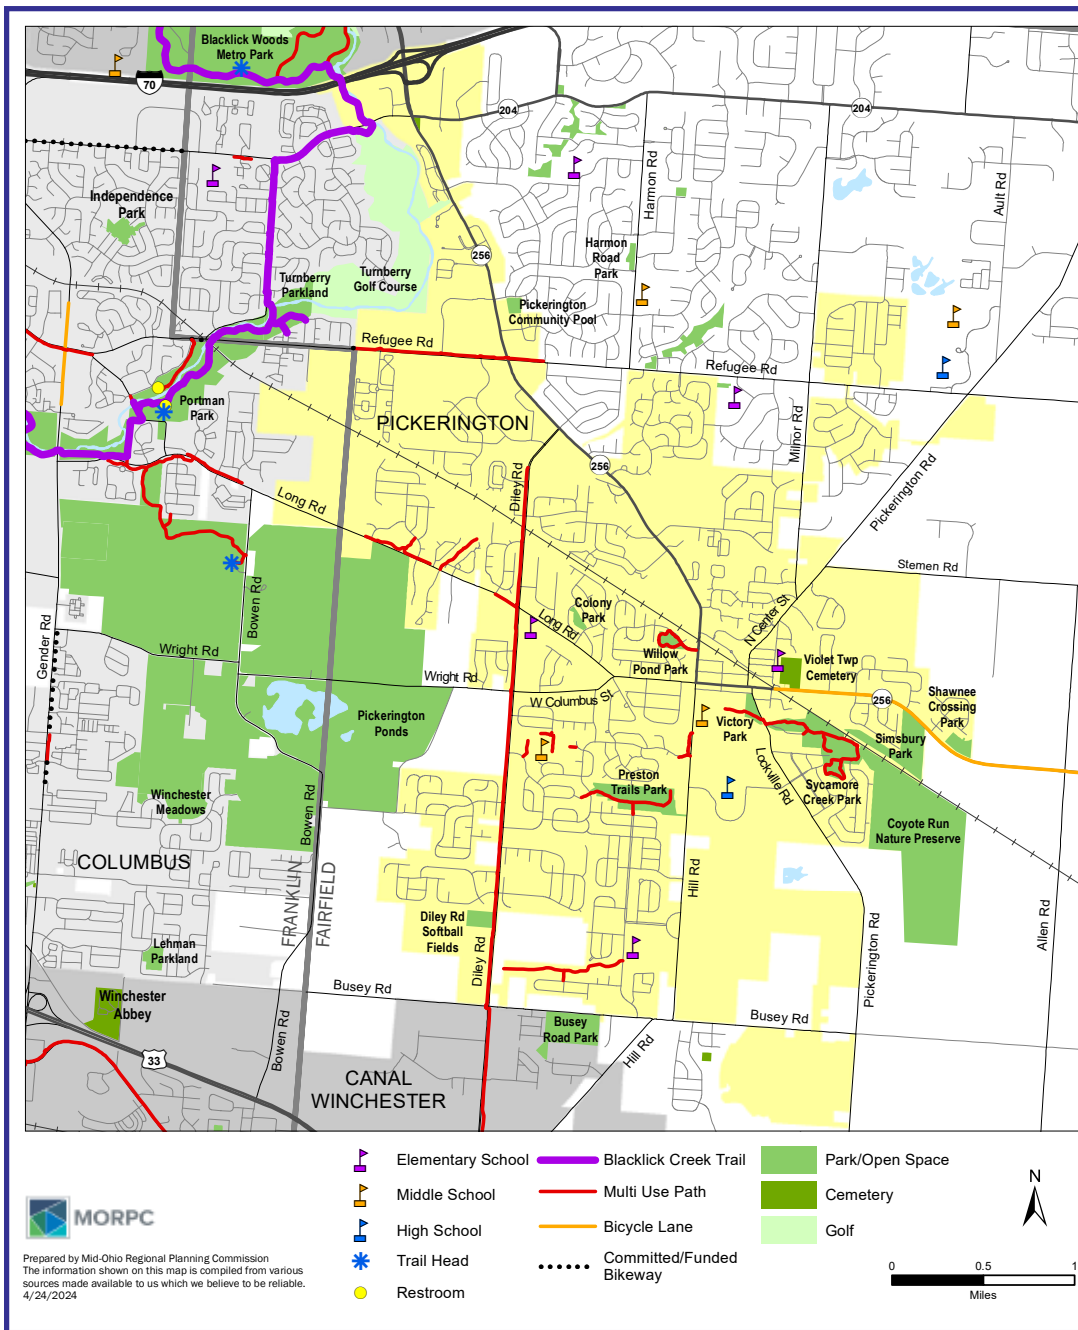 Blacklick Woods
Metro Park
70
204
204
Independence
Park
Harmon Rd
Ault Rd
256
Harmon
Road
Park
Turnberry
Parkland
Turnberry
Golf Course
Pickerington
Community Pool
Refugee Rd
Refugee Rd
Portman
Park
PICKERINGTON
Milnor Rd
256
Diley Rd
Pickerington Rd
Long Rd
Stemen Rd
Bowen Rd
Colony
Park
Long Rd
N Center St
Gender Rd
Wright Rd
Wright Rd
Willow
Pond Park
Violet Twp
Cemetery
W Columbus St
256
Shawnee
Crossing
Park
Pickerington
Ponds
Victory
Park
Simsbury
Park
Lockville Rd
Preston
Trails Park
Sycamore
Creek Park
Winchester
Meadows
Bowen Rd
Coyote Run
Nature Preserve
COLUMBUS
FRANKLIN
FAIRFIELD
Hill Rd
Diley Rd
Softball
Fields
Allen Rd
Lehman
Parkland
Diley Rd
Pickerington Rd
Busey Rd
Winchester
Abbey
Busey Rd
Bowen Rd
Busey
Road Park
Hill Rd
33
CANAL
WINCHESTER
Elementary School
Middle School
High School
Trail Head
Restroom
Blacklick Creek Trail
Multi Use Path
Bicycle Lane
Committed/Funded
Bikeway
Park/Open Space
Cemetery
Golf
N
0
0.5
1
Miles
MORPC
Prepared by Mid-Ohio Regional Planning Commission
The information shown on this map is compiled from various
sources made available to us which we believe to be reliable.
4/24/2024